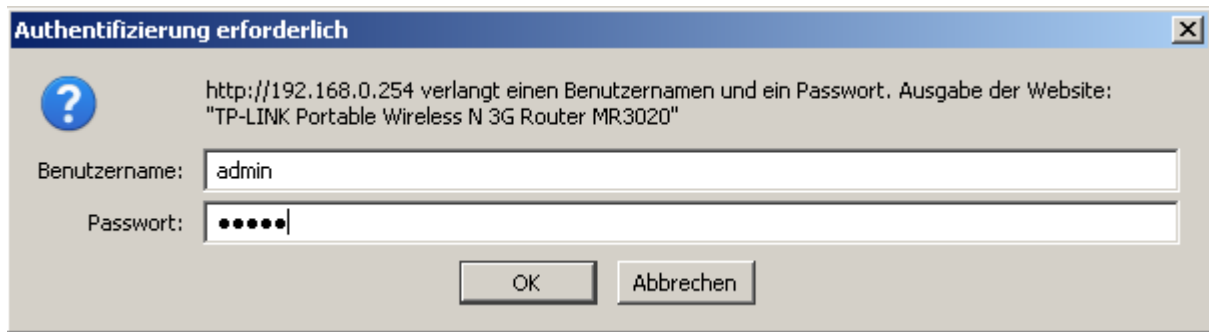 Authentifizierung erforderlich
http://192.168.0.254 verlangt einen Benutzernamen und ein Passwort. Ausgabe der Website:
"TP-LINK Portable Wireless N 3G Router MR3020"
Benutzername: admin
Passwort: •••••
OK Abbrechen